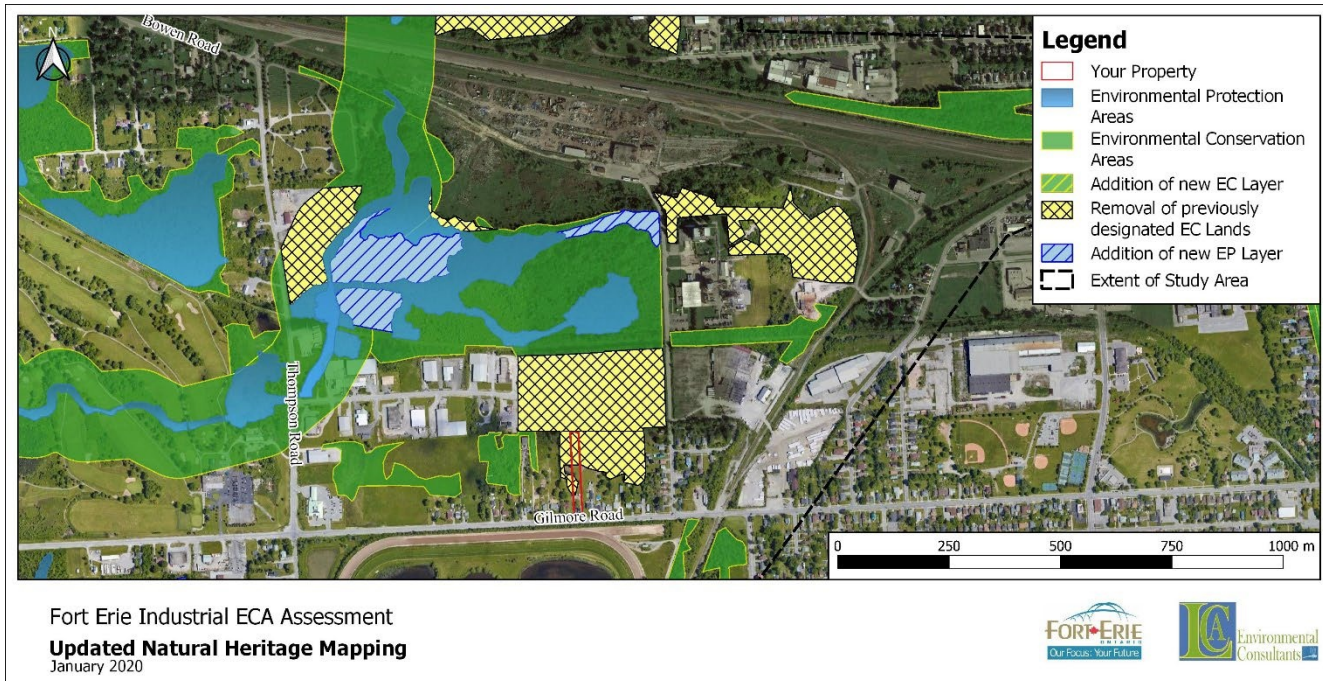 Bowen Road
N
Thompson Road
Gilmore Road
Legend
Your Property
Environmental Protection
Areas
Environmental Conservation
Areas
Addition of new EC Layer
Removal of previously
designated EC Lands
Addition of new EP Layer
Extent of Study Area
0 250 500 750 1000 m
Fort Erie Industrial ECA Assessment
Updated Natural Heritage Mapping
January 2020
FORT ERIE
ONTARIO
Our Focus: Your Future
LCA
Environmental
Consultants